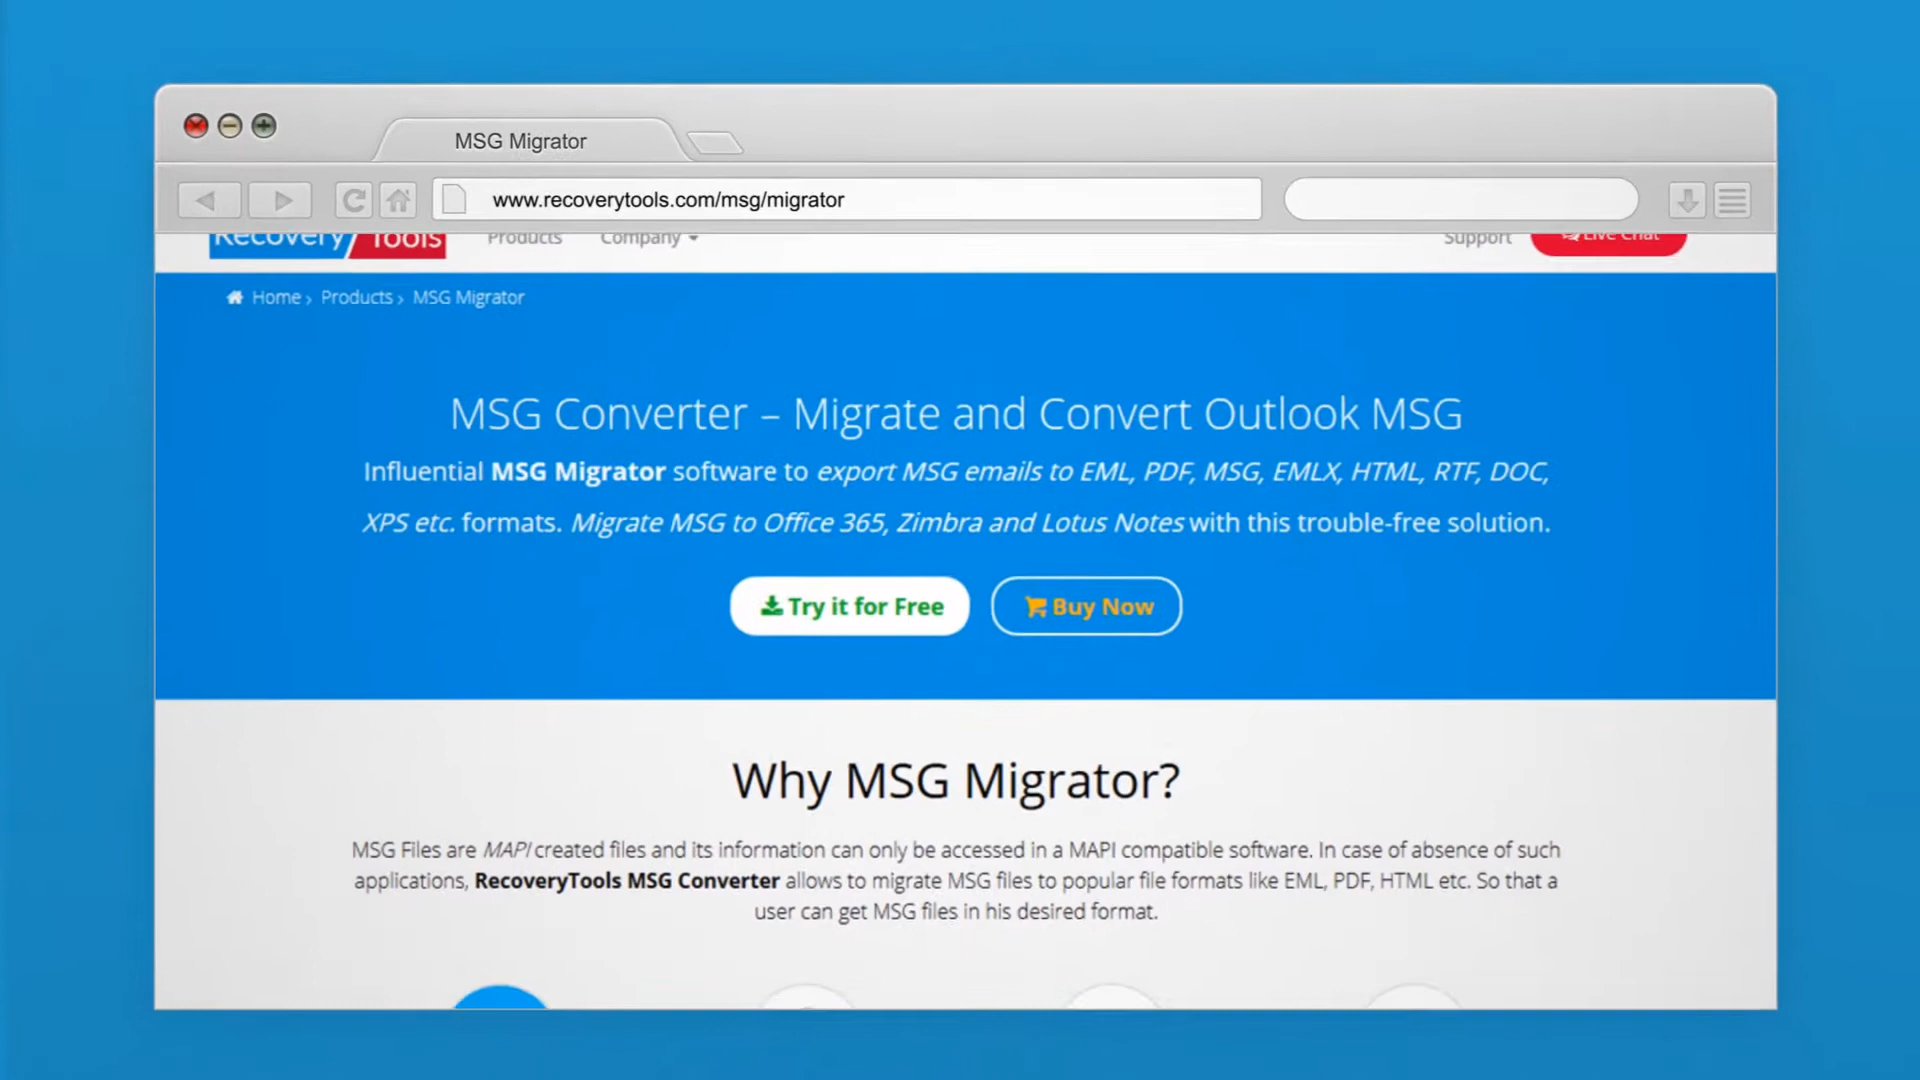 MSG Migrator
www.recoverytools.com/msg/migrator
Recovery Tools Products Company Support Live Chat
Home › Products › MSG Migrator
MSG Converter – Migrate and Convert Outlook MSG
Influential MSG Migrator software to export MSG emails to EML, PDF, MSG, EMLX, HTML, RTF, DOC,
XPS etc. formats. Migrate MSG to Office 365, Zimbra and Lotus Notes with this trouble-free solution.
Try it for Free Buy Now
Why MSG Migrator?
MSG Files are MAPI created files and its information can only be accessed in a MAPI compatible software. In case of absence of such
applications, RecoveryTools MSG Converter allows to migrate MSG files to popular file formats like EML, PDF, HTML etc. So that a
user can get MSG files in his desired format.